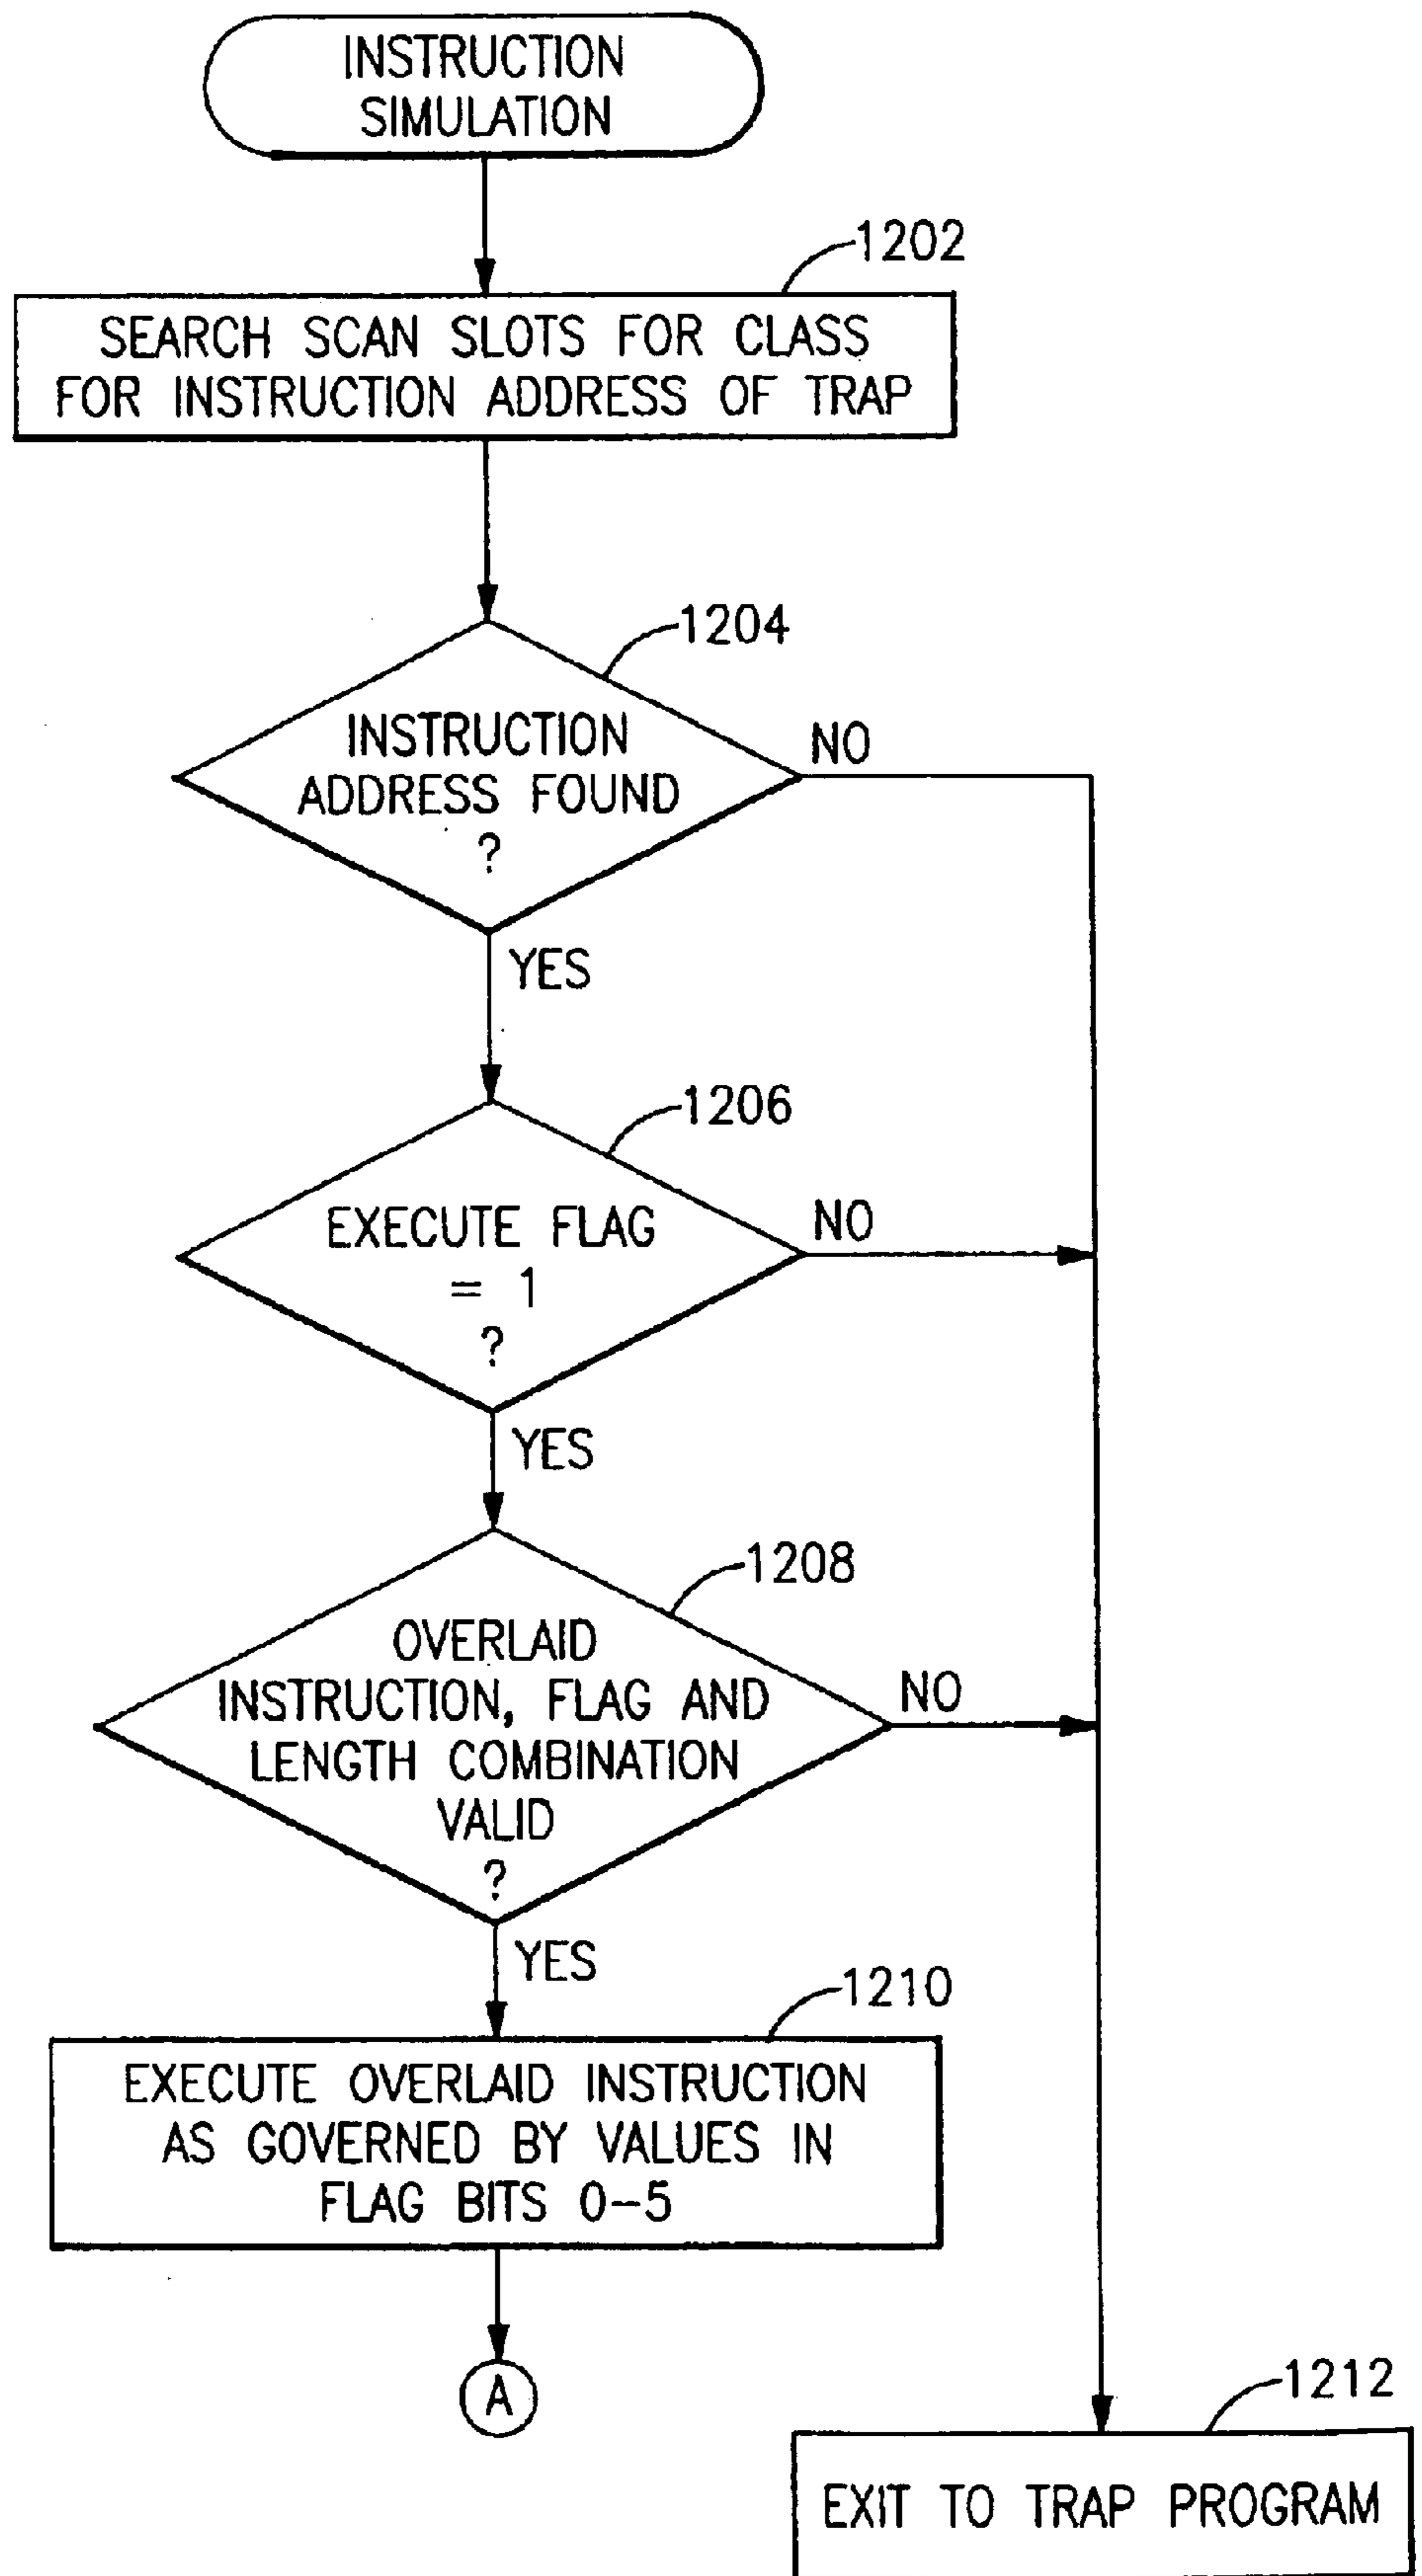 INSTRUCTION
SIMULATION
1202
SEARCH SCAN SLOTS FOR CLASS
FOR INSTRUCTION ADDRESS OF TRAP
1204
INSTRUCTION
ADDRESS FOUND
?
NO
YES
1206
EXECUTE FLAG
= 1
?
NO
YES
1208
OVERLAID
INSTRUCTION, FLAG AND
LENGTH COMBINATION
VALID
?
NO
YES
1210
EXECUTE OVERLAID INSTRUCTION
AS GOVERNED BY VALUES IN
FLAG BITS 0-5
A
1212
EXIT TO TRAP PROGRAM